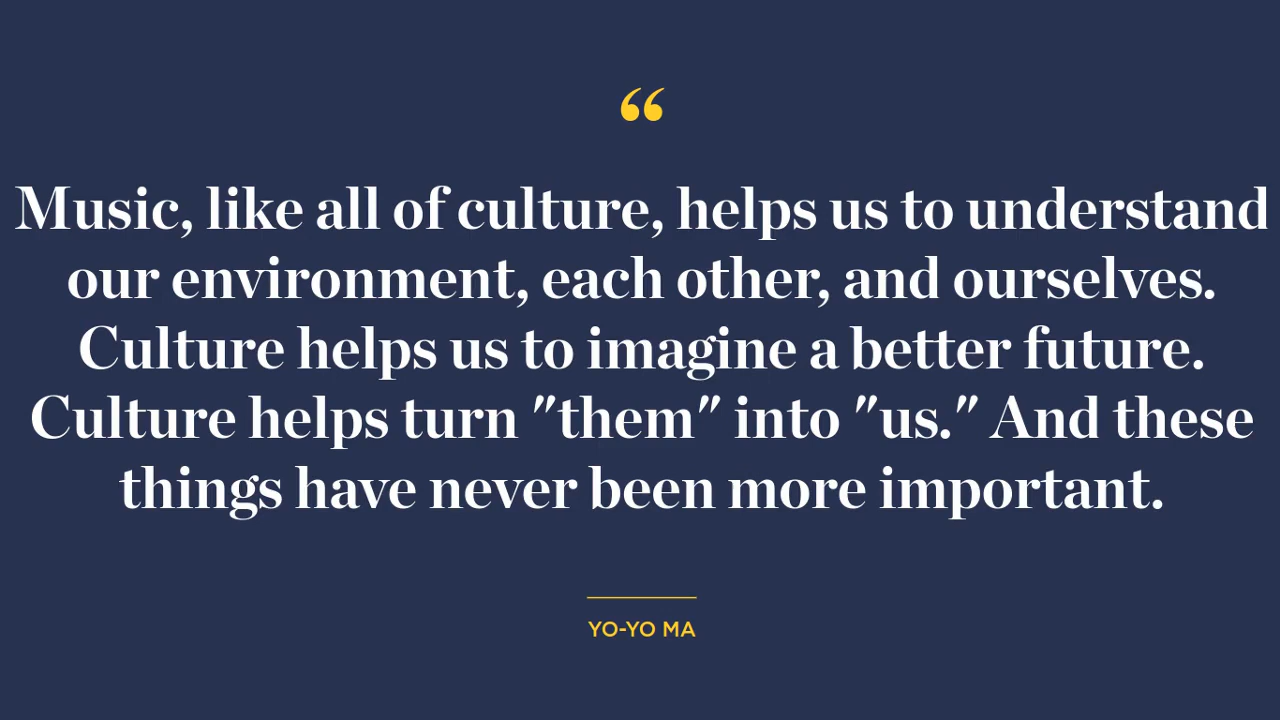 “
Music, like all of culture, helps us to understand
our environment, each other, and ourselves.
Culture helps us to imagine a better future.
Culture helps turn "them" into "us." And these
things have never been more important.
YO-YO MA